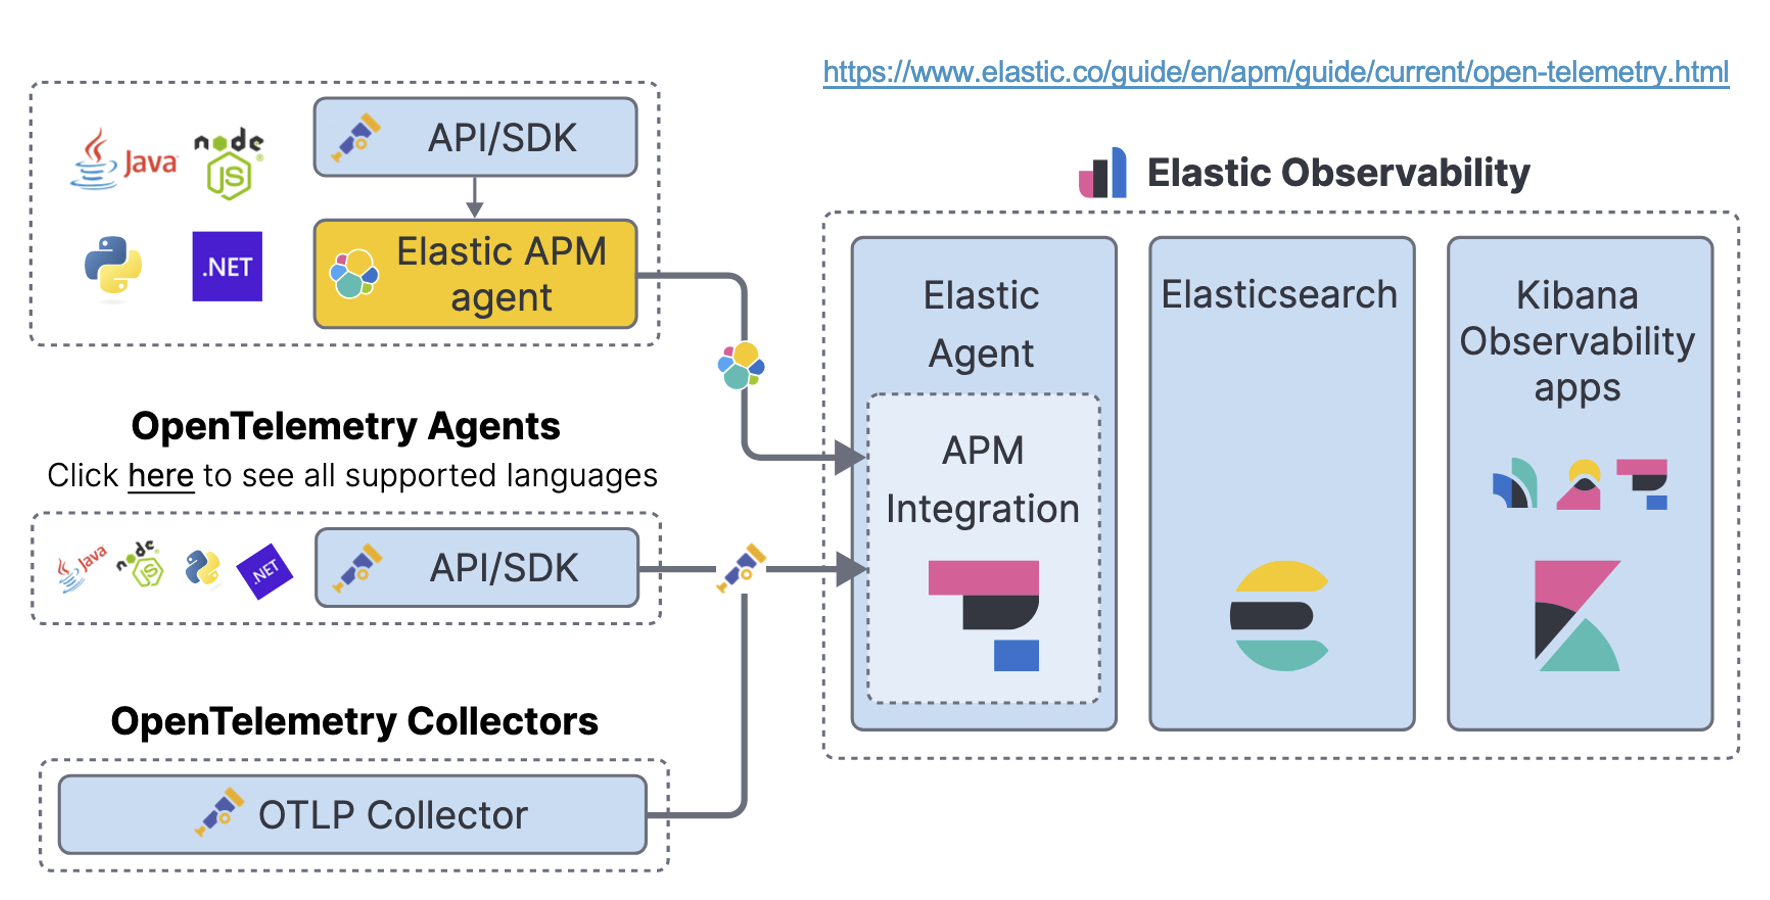 https://www.elastic.co/guide/en/apm/guide/current/open-telemetry.html
Java
node
JS
.NET
API/SDK
Elastic APM
agent
OpenTelemetry Agents
Click here to see all supported languages
Java
node
JS
.NET
API/SDK
OpenTelemetry Collectors
OTLP Collector
Elastic Observability
Elastic
Agent
APM
Integration
Elasticsearch
Kibana
Observability
apps